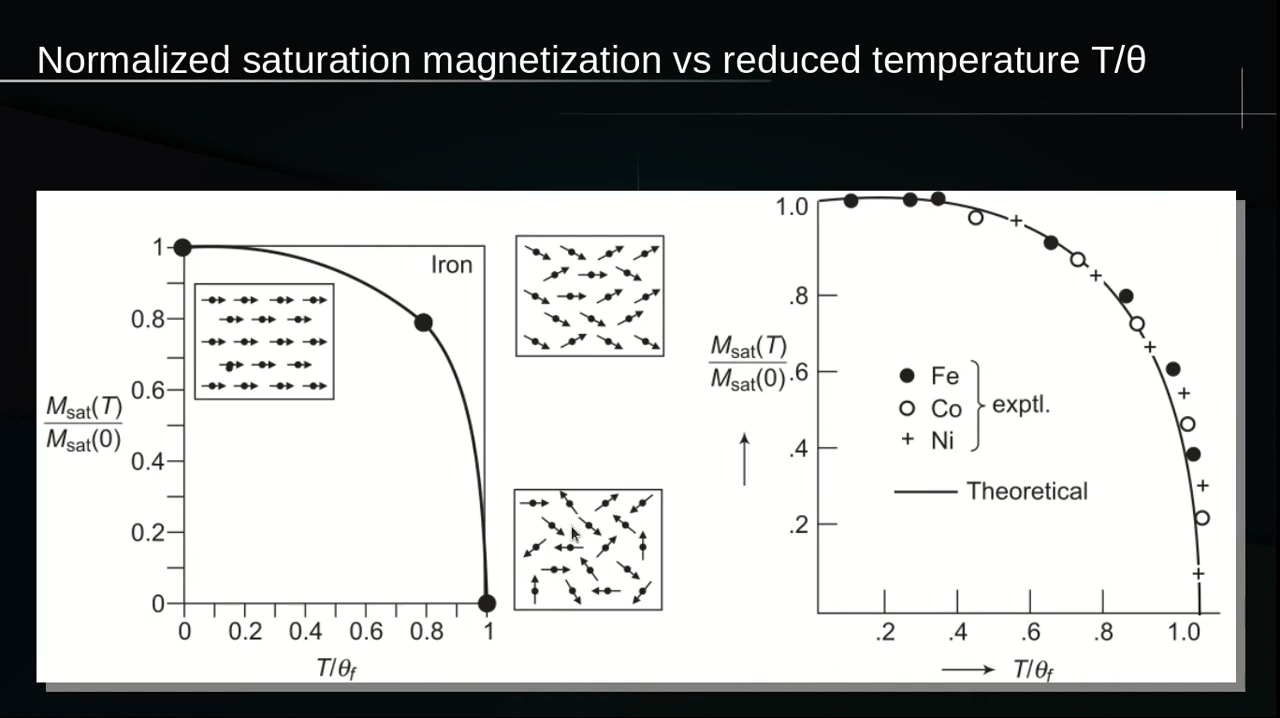 Normalized saturation magnetization vs reduced temperature T/θ
1
0.8
0.6
0.4
0.2
0
Msat(T)
Msat(0)
Iron
0 0.2 0.4 0.6 0.8 1
T/θf
1.0
.8
.6
.4
.2
Msat(T)
Msat(0)
Fe
Co
Ni
exptl.
Theoretical
.2 .4 .6 .8 1.0
T/θf